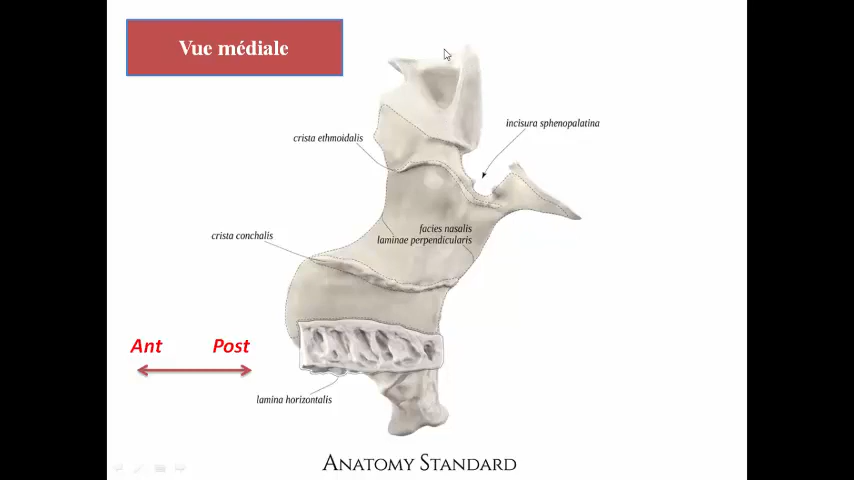 Vue médiale
incisura sphenopalatina
crista ethmoidalis
facies nasalis
laminae perpendicularis
crista conchalis
Ant Post
lamina horizontalis
ANATOMY STANDARD